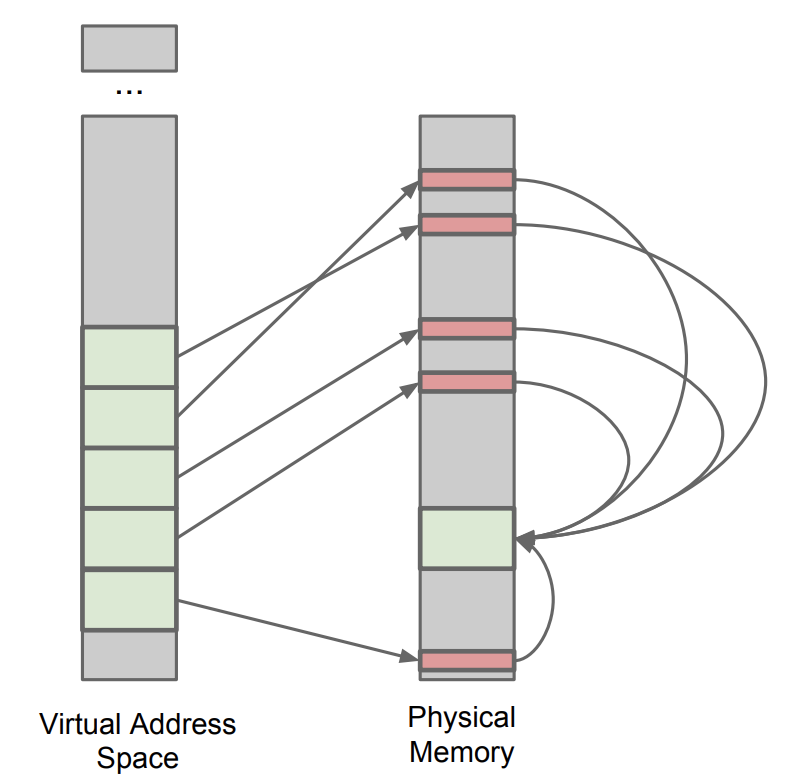 ...
Virtual Address
Space
Physical
Memory